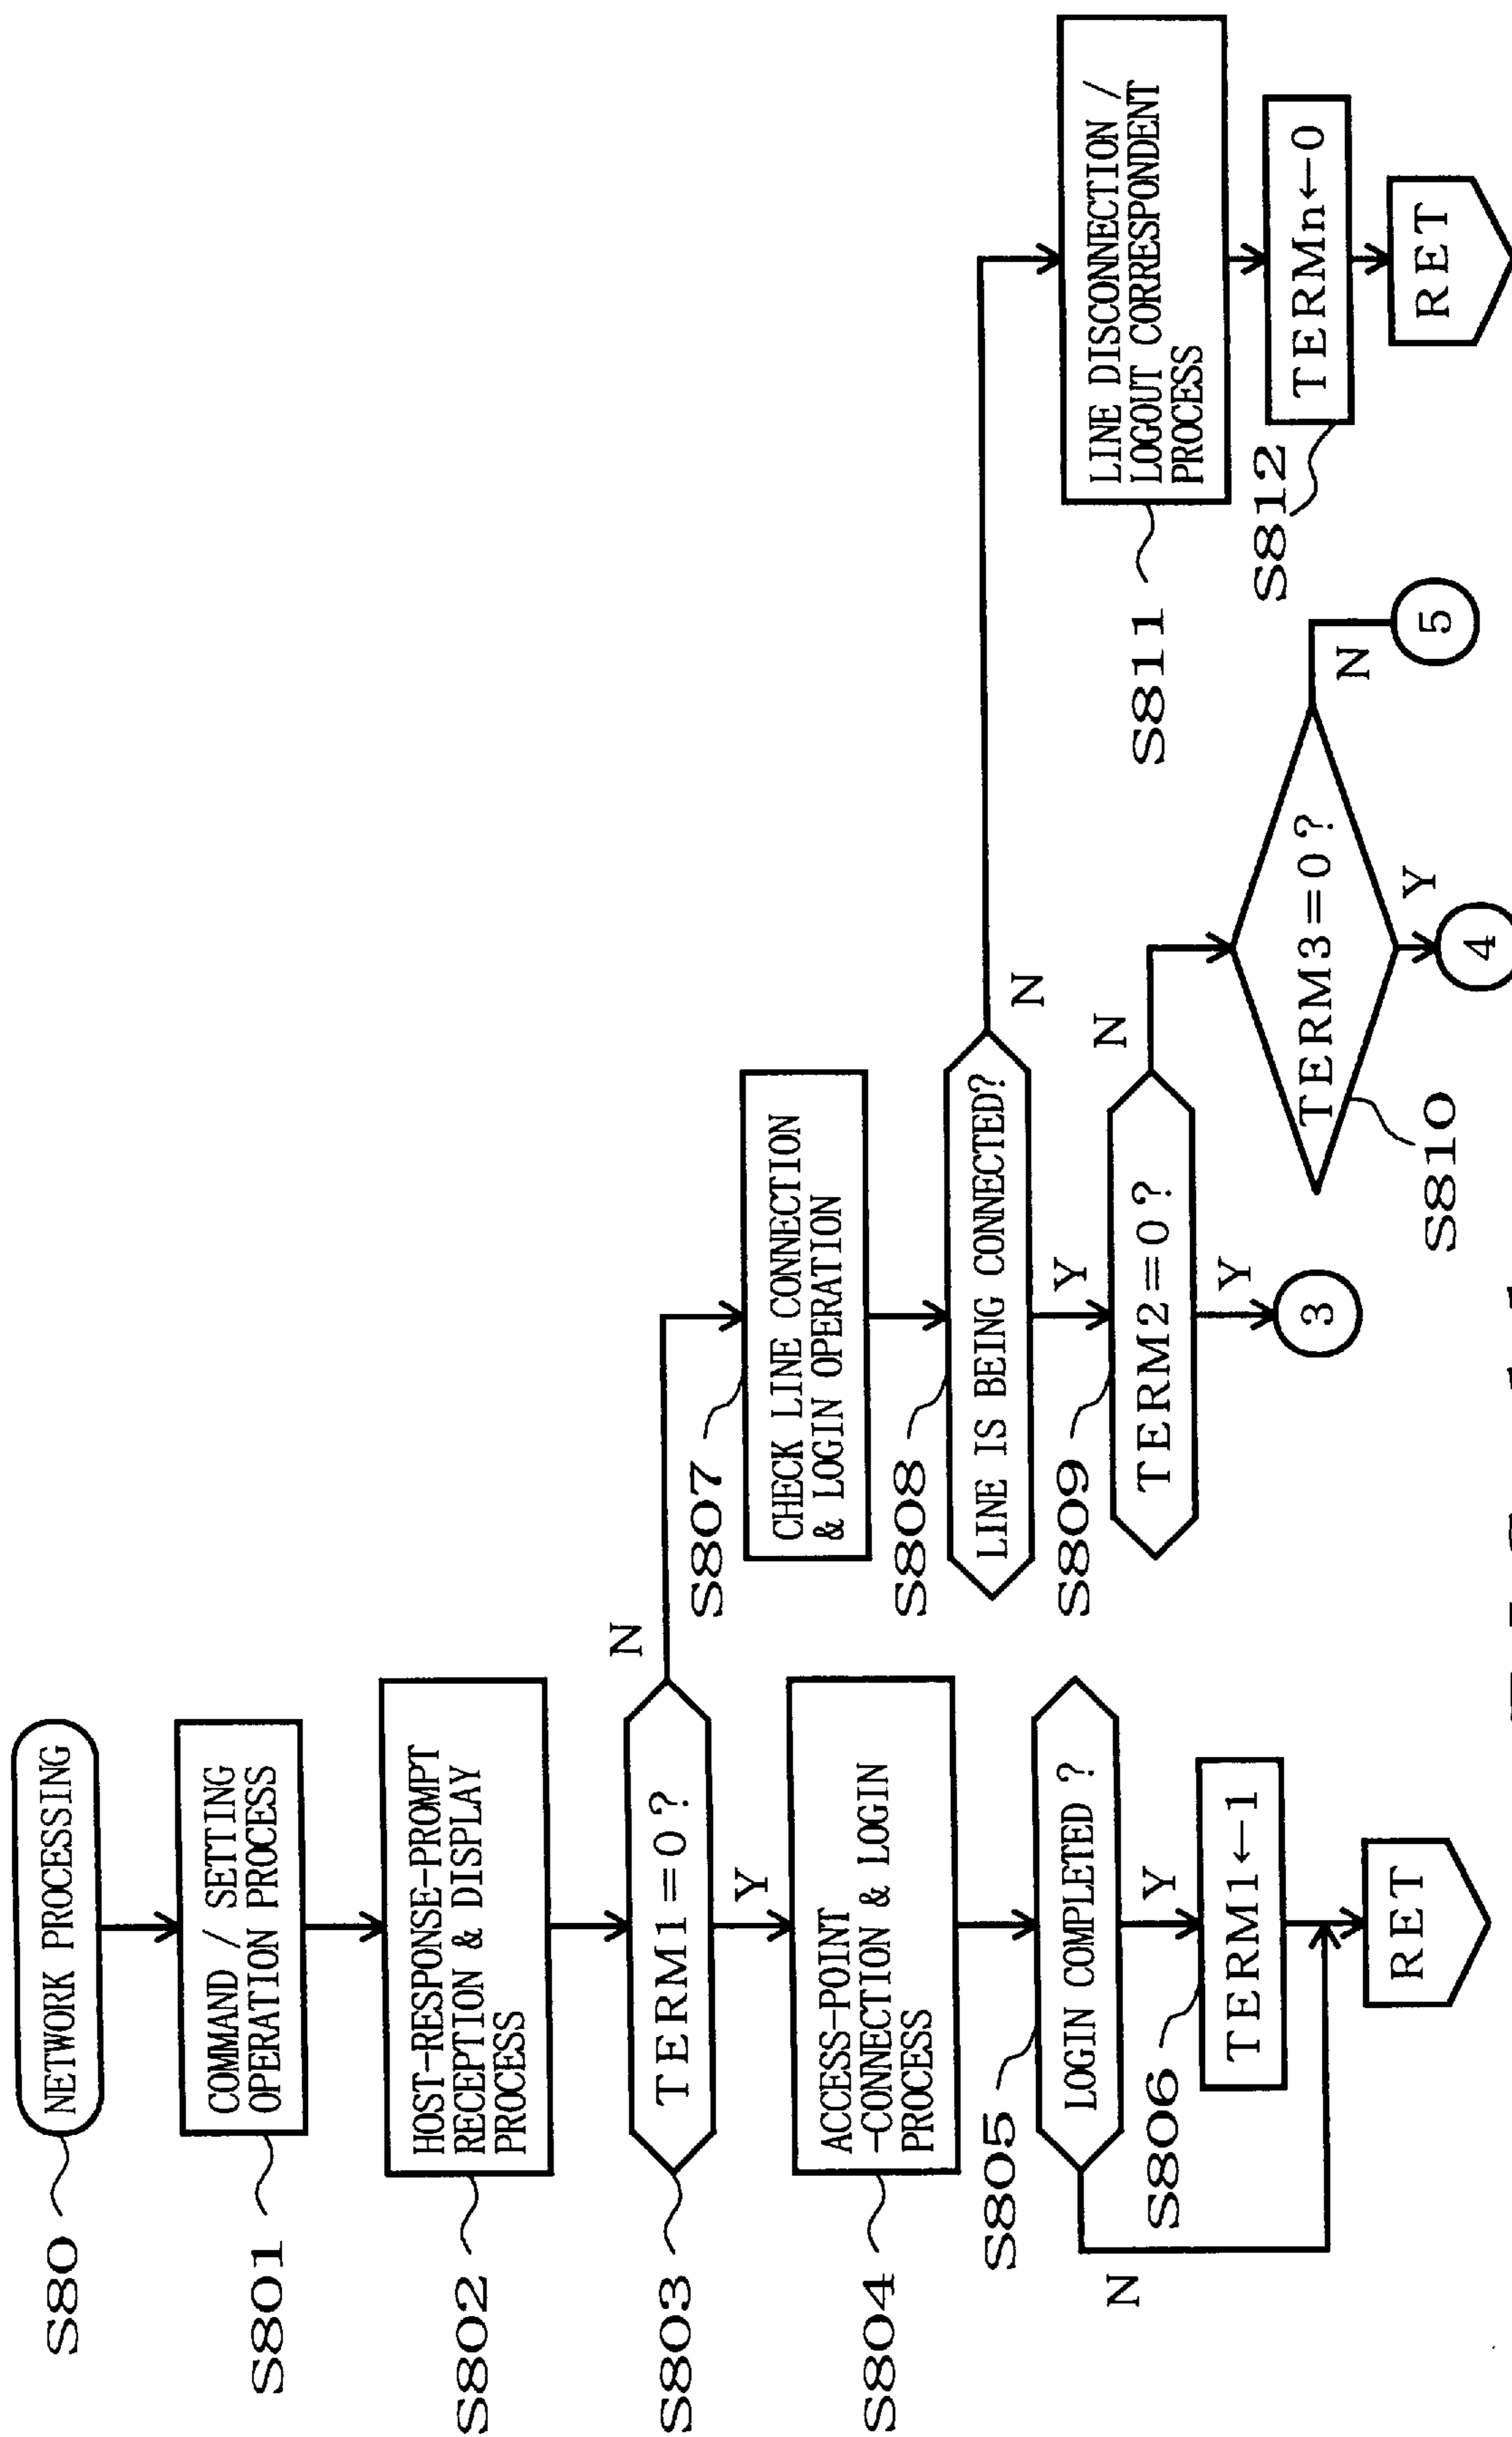 S80
NETWORK PROCESSING
S801
COMMAND / SETTING
OPERATION PROCESS
S802
HOST-RESPONSE-PROMPT
RECEPTION & DISPLAY
PROCESS
S803
TERM1=0?
N
Y
S804
ACCESS-POINT
-CONNECTION & LOGIN
PROCESS
S805
LOGIN COMPLETED ?
N
Y
S806
TERM1←1
RET
S807
CHECK LINE CONNECTION
& LOGIN OPERATION
S808
LINE IS BEING CONNECTED?
N
Y
S809
TERM2=0?
N
Y
3
S810
TERM3=0?
N
Y
4
5
S811
LINE DISCONNECTION /
LOGOUT CORRESPONDENT
PROCESS
S812
TERMn←0
RET